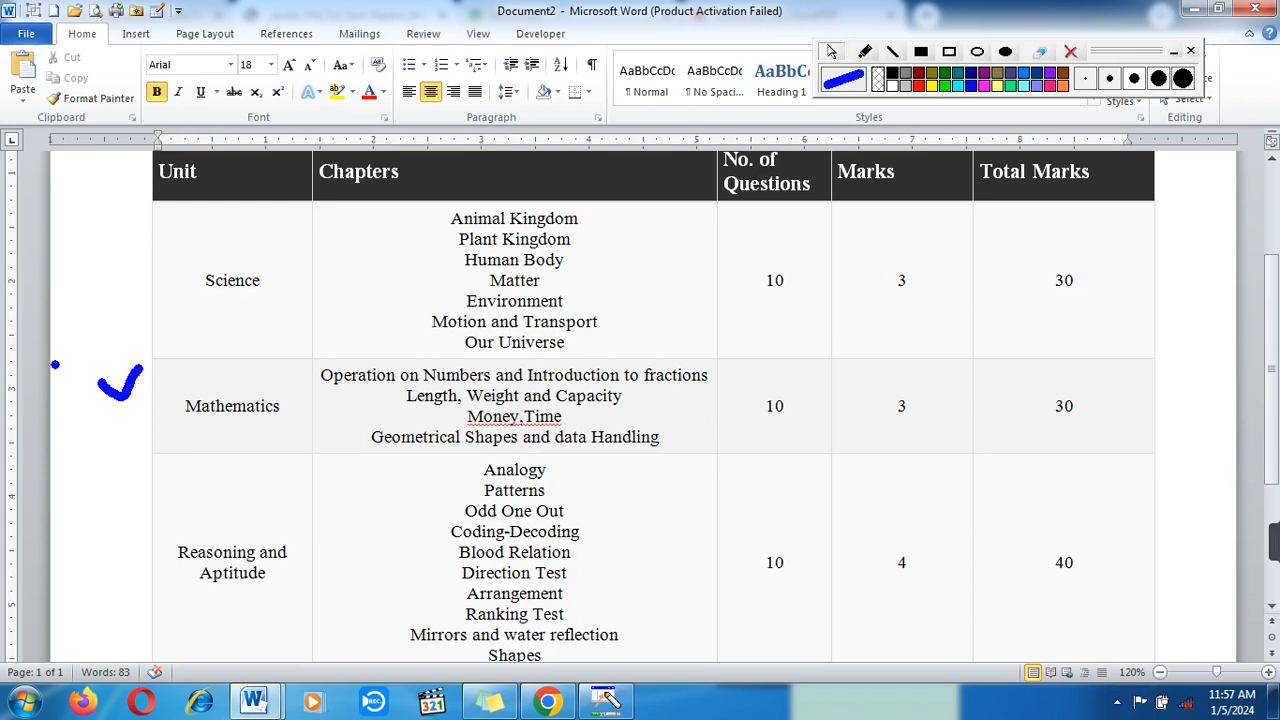 Document2 - Microsoft Word (Product Activation Failed)
File Home Insert Page Layout References Mailings Review View Developer
Paste
Cut
Copy
Format Painter
Clipboard
Arial 18
Font
Paragraph
AaBbCcDc AaBbCcDc AaBbCc
¶ Normal ¶ No Spaci... Heading 1
Styles
Styles
Select
Editing
Unit Chapters No. of Questions Marks Total Marks
Science
Animal Kingdom
Plant Kingdom
Human Body
Matter
Environment
Motion and Transport
Our Universe
10 3 30
Mathematics
Operation on Numbers and Introduction to fractions
Length, Weight and Capacity
Money,Time
Geometrical Shapes and data Handling
10 3 30
Reasoning and
Aptitude
Analogy
Patterns
Odd One Out
Coding-Decoding
Blood Relation
Direction Test
Arrangement
Ranking Test
Mirrors and water reflection
Shapes
10 4 40
Page: 1 of 1 Words: 83 120%
11:57 AM
1/5/2024